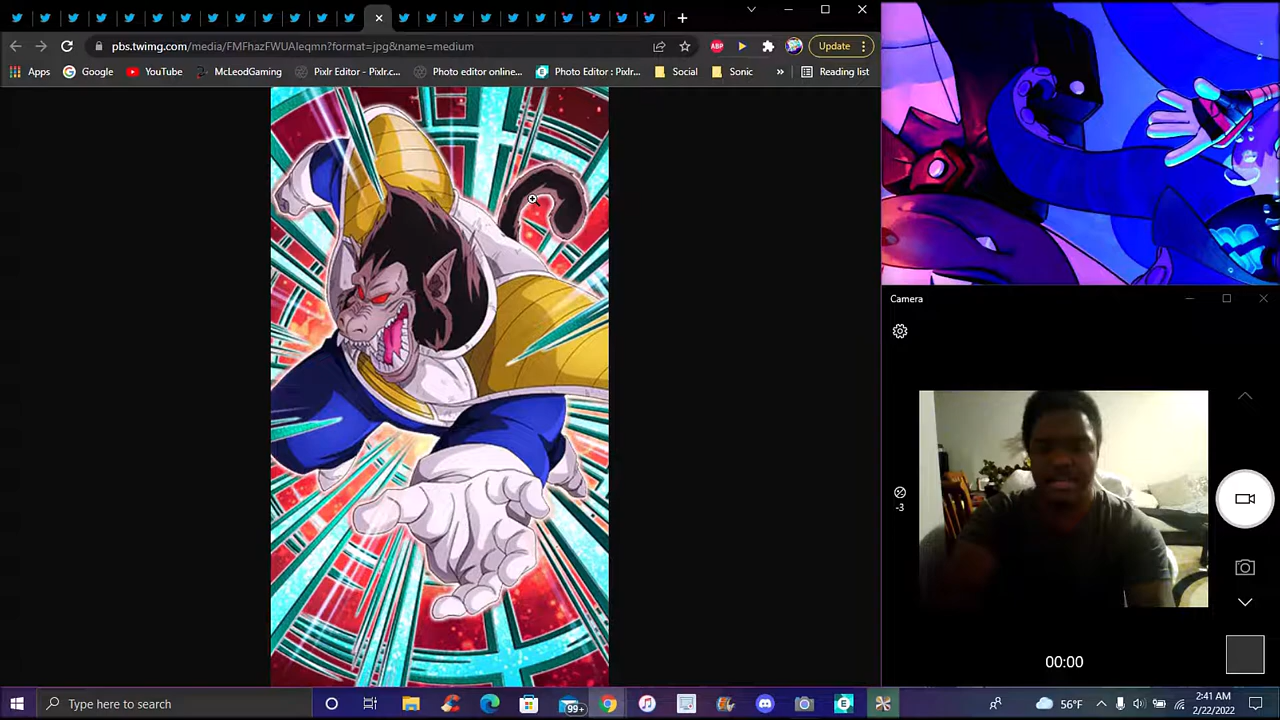 pbs.twimg.com/media/FMFhazFWUAIeqmn?format=jpg&name=medium
ABP
Update
Apps
Google
YouTube
McLeodGaming
Pixlr Editor - Pixlr.c...
Photo editor online...
Photo Editor : Pixlr...
Social
Sonic
»
Reading list
Camera
-3
00:00
Type here to search
99+
56°F
2:41 AM
2/22/2022